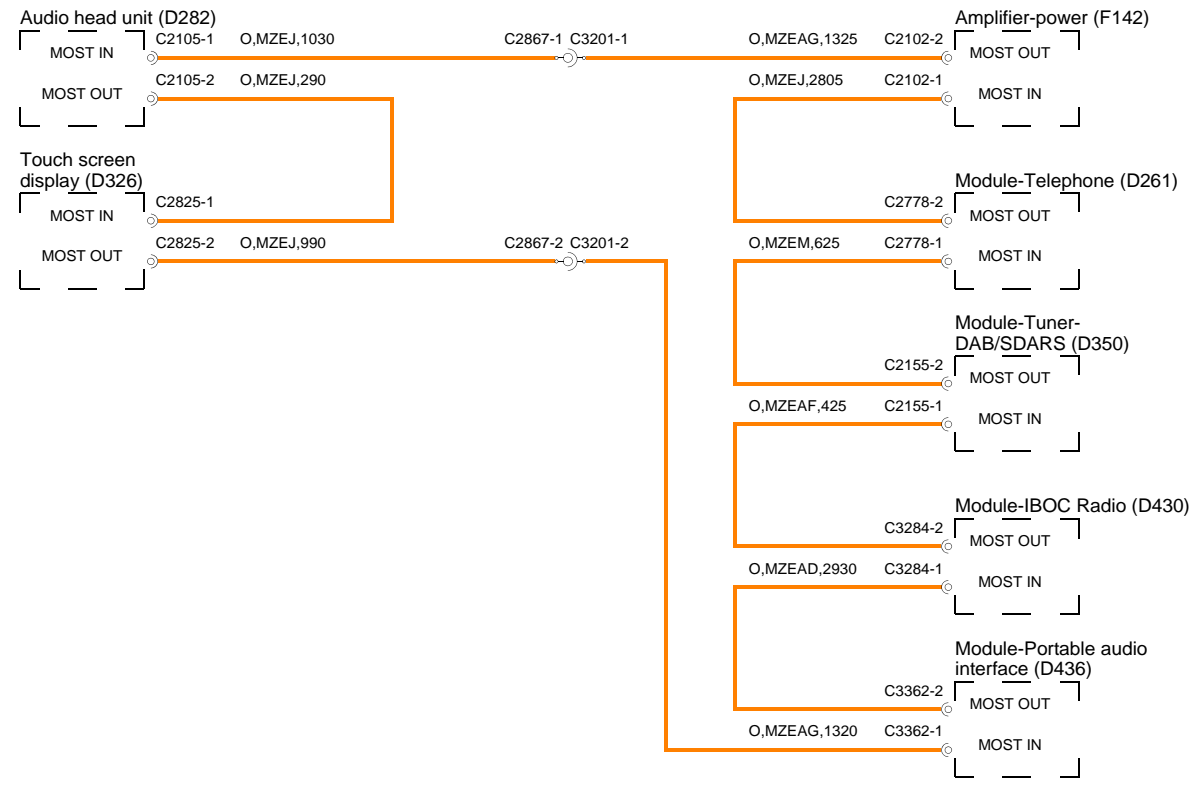 Audio head unit (D282)
MOST IN
C2105-1 O,MZEJ,1030
C2867-1 C3201-1
O,MZEAG,1325 C2102-2
Amplifier-power (F142)
MOST OUT
MOST OUT
C2105-2 O,MZEJ,290
O,MZEJ,2805 C2102-1
MOST IN
Touch screen
display (D326)
MOST IN
C2825-1
Module-Telephone (D261)
C2778-2
MOST OUT
MOST OUT
C2825-2 O,MZEJ,990
C2867-2 C3201-2
O,MZEM,625 C2778-1
MOST IN
Module-Tuner-
DAB/SDARS (D350)
C2155-2
MOST OUT
O,MZEAF,425 C2155-1
MOST IN
Module-IBOC Radio (D430)
C3284-2
MOST OUT
O,MZEAD,2930 C3284-1
MOST IN
Module-Portable audio
interface (D436)
C3362-2
MOST OUT
O,MZEAG,1320 C3362-1
MOST IN